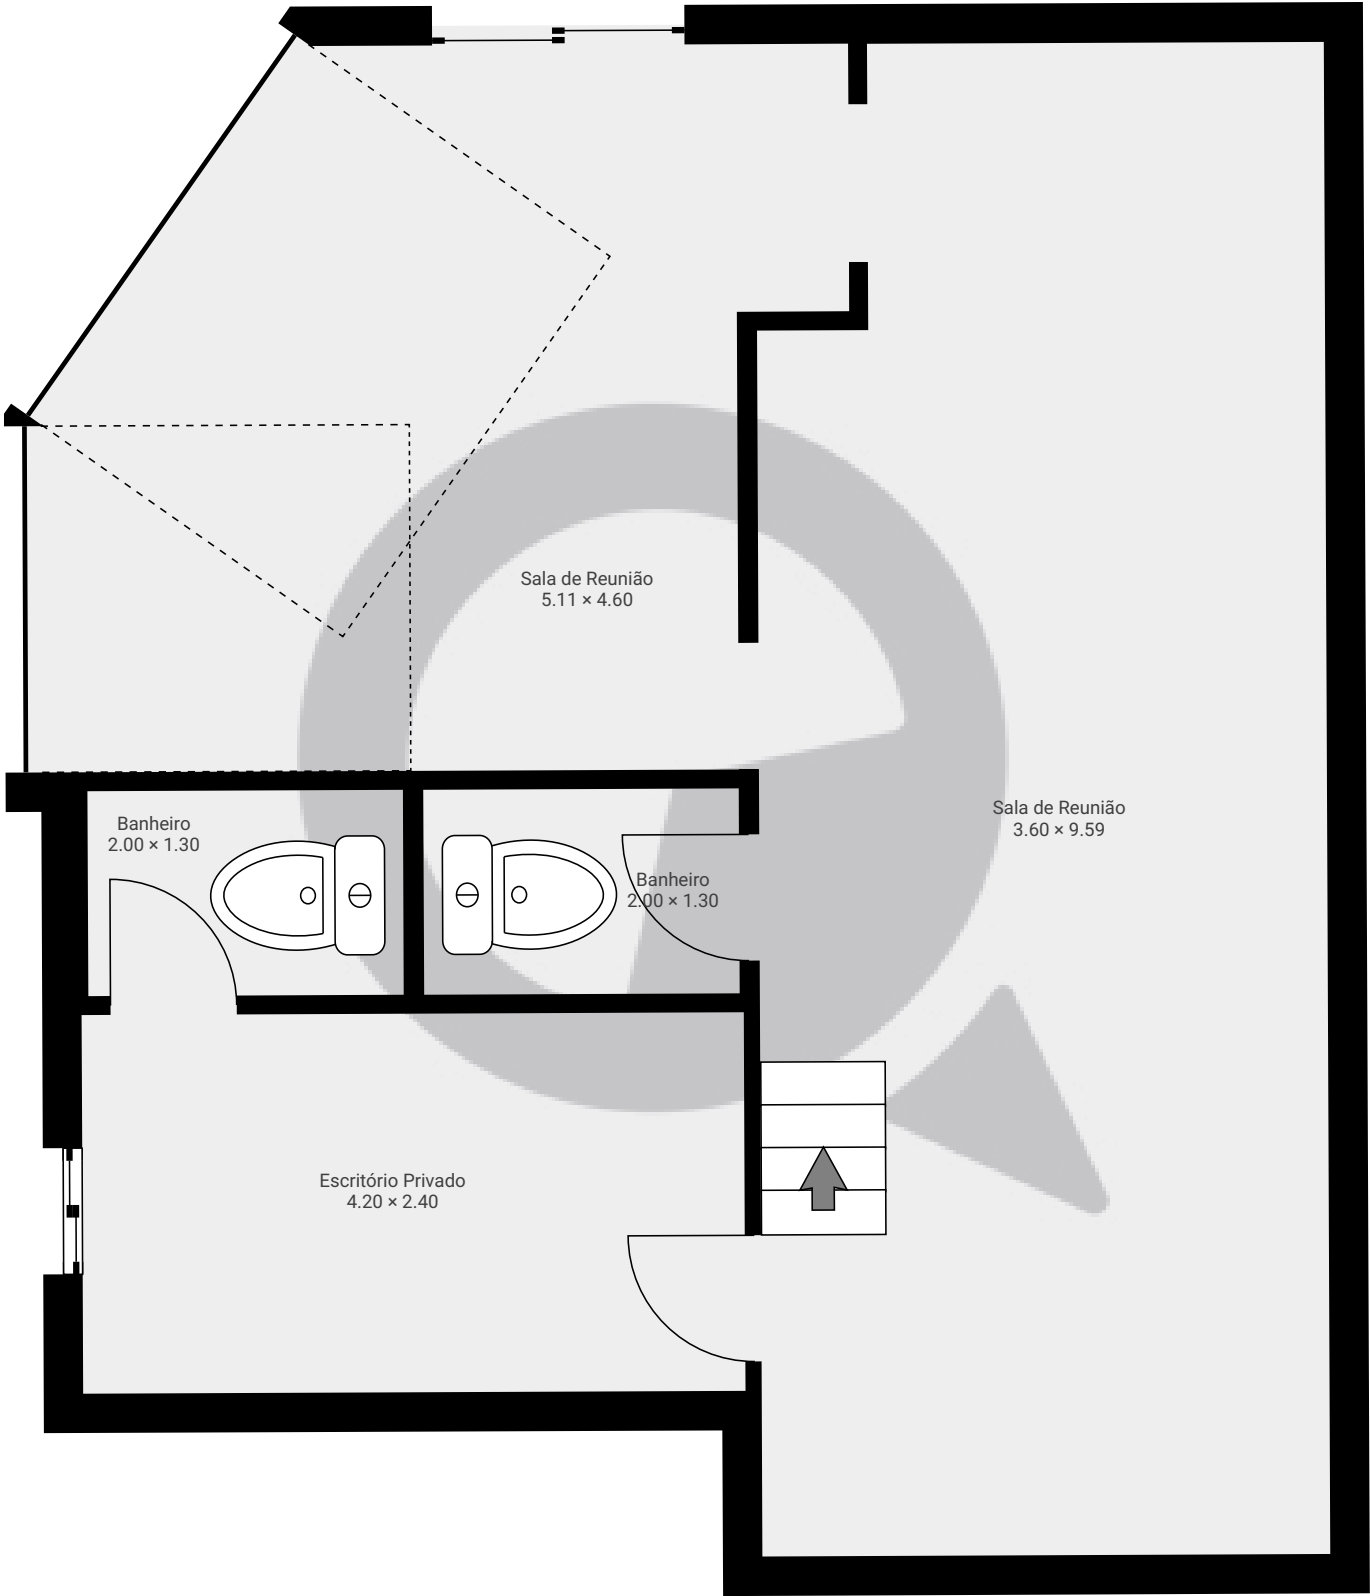 Sala de Reunião
5.11 × 4.60
Sala de Reunião
3.60 × 9.59
Banheiro
2.00 × 1.30
Banheiro
2.00 × 1.30
Escritório Privado
4.20 × 2.40